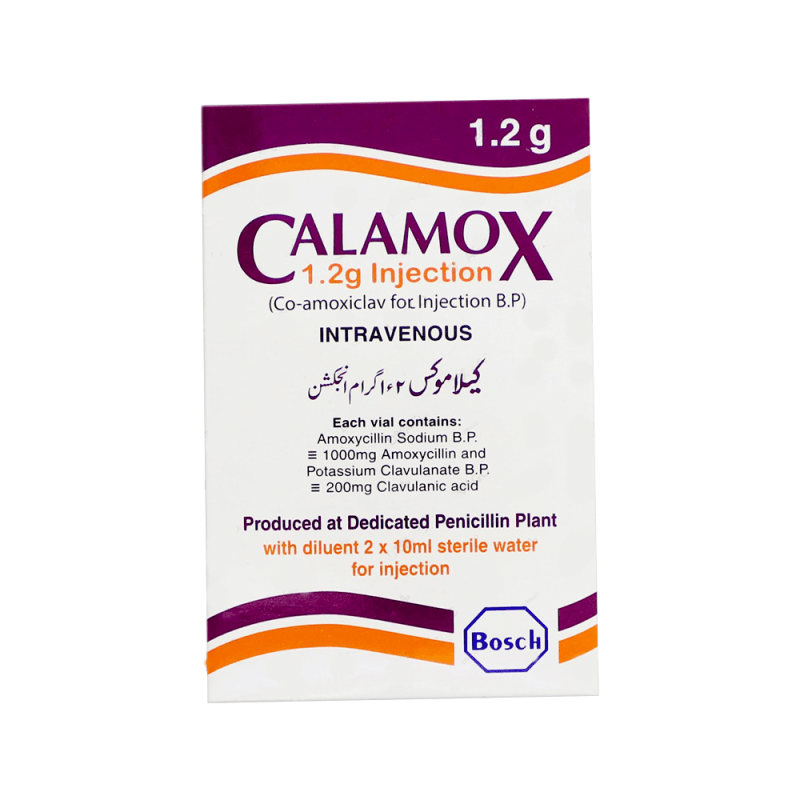 1.2 g
CALAMOX
1.2g Injection
(Co-amoxiclav for Injection B.P)
INTRAVENOUS
کیلاموکس ۱ء۲ گرام انجکشن
Each vial contains:
Amoxycillin Sodium B.P.
≡ 1000mg Amoxycillin and
Potassium Clavulanate B.P.
≡ 200mg Clavulanic acid
Produced at Dedicated Penicillin Plant
with diluent 2 x 10ml sterile water
for injection
Bosch